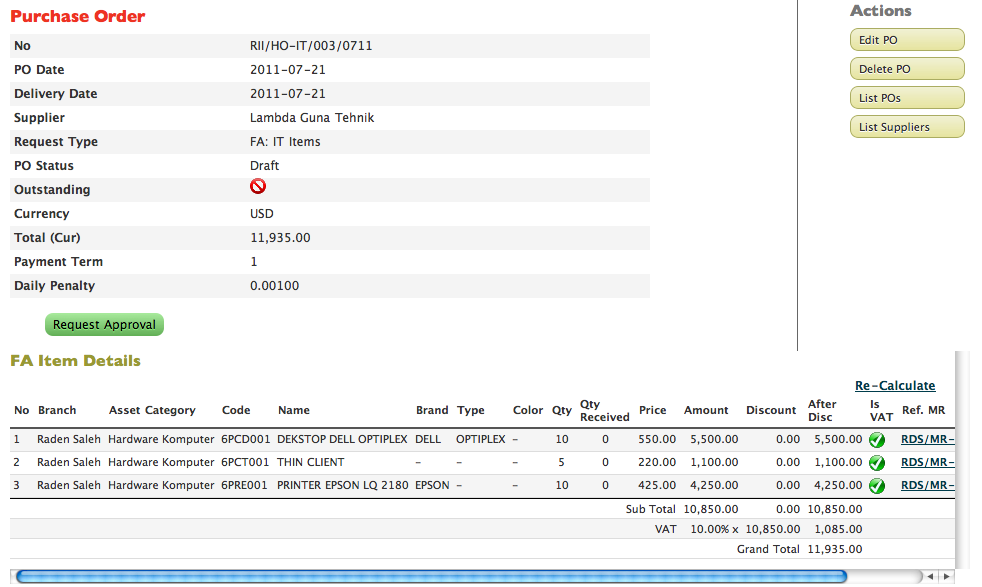 Purchase Order
No RII/HO-IT/003/0711
PO Date 2011-07-21
Delivery Date 2011-07-21
Supplier Lambda Guna Tehnik
Request Type FA: IT Items
PO Status Draft
Outstanding
Currency USD
Total (Cur) 11,935.00
Payment Term 1
Daily Penalty 0.00100
Request Approval
Actions
Edit PO
Delete PO
List POs
List Suppliers
FA Item Details
Re-Calculate
No Branch Asset Category Code Name Brand Type Color Qty Qty Received Price Amount Discount After Disc Is VAT Ref. MR
1 Raden Saleh Hardware Komputer 6PCD001 DEKSTOP DELL OPTIPLEX DELL OPTIPLEX - 10 0 550.00 5,500.00 0.00 5,500.00 RDS/MR-
2 Raden Saleh Hardware Komputer 6PCT001 THIN CLIENT - - - 5 0 220.00 1,100.00 0.00 1,100.00 RDS/MR-
3 Raden Saleh Hardware Komputer 6PRE001 PRINTER EPSON LQ 2180 EPSON - - 10 0 425.00 4,250.00 0.00 4,250.00 RDS/MR-
Sub Total 10,850.00 0.00 10,850.00
VAT 10.00% x 10,850.00 1,085.00
Grand Total 11,935.00